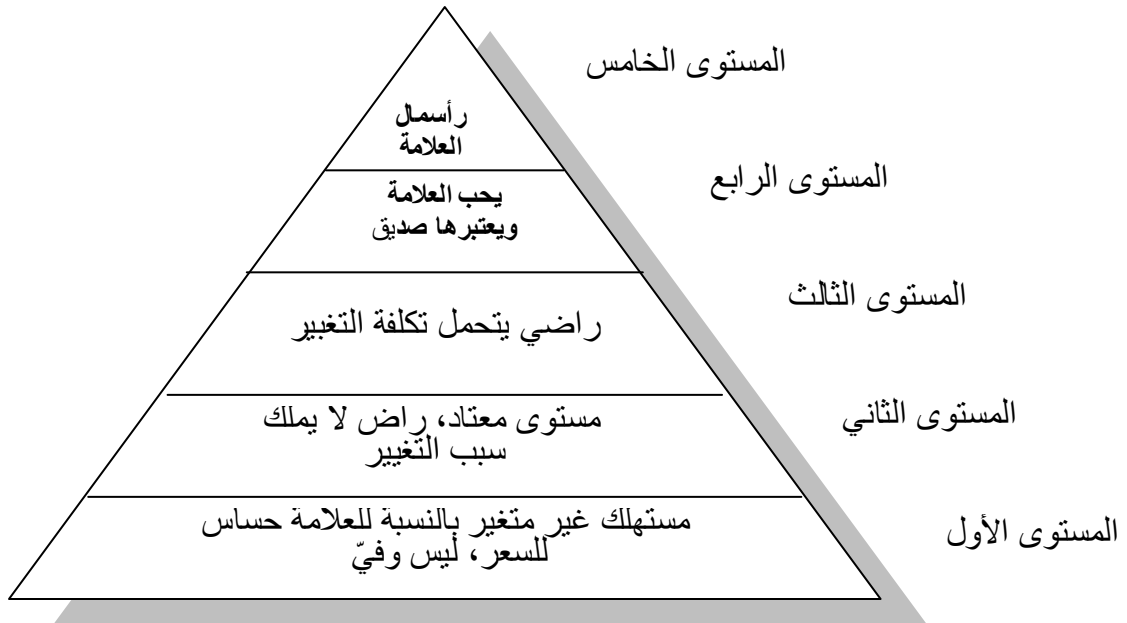 المستوى الخامس
رأسمال
العلامة
المستوى الرابع
يحب العلامة
ويعتبرها صديق
المستوى الثالث
راضي يتحمل تكلفة التغيير
المستوى الثاني
مستوى معتاد، راض لا يملك
سبب التغيير
المستوى الأول
مستهلك غير متغير بالنسبة للعلامة حساس
للسعر، ليس وفيّ